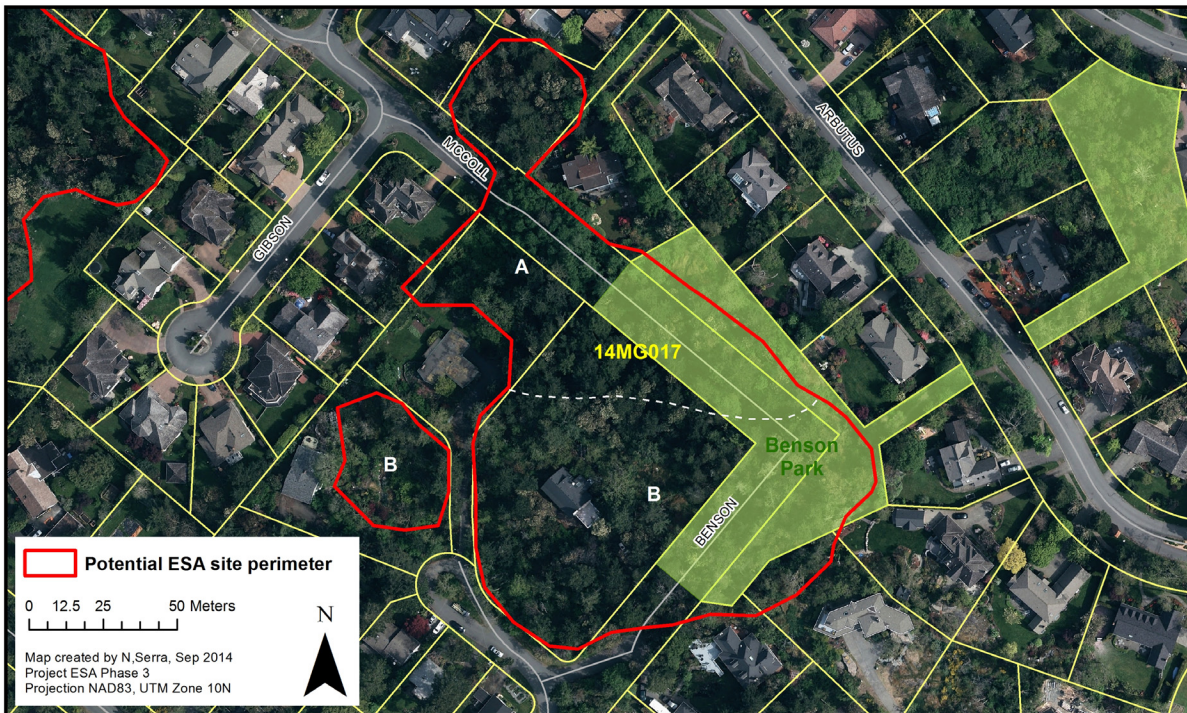 MCCOLL
ARBUTUS
GIBSON
A
14MG017
B
Benson
Park
B
BENSON
Potential ESA site perimeter
0 12.5 25 50 Meters
N
Map created by N,Serra, Sep 2014
Project ESA Phase 3
Projection NAD83, UTM Zone 10N